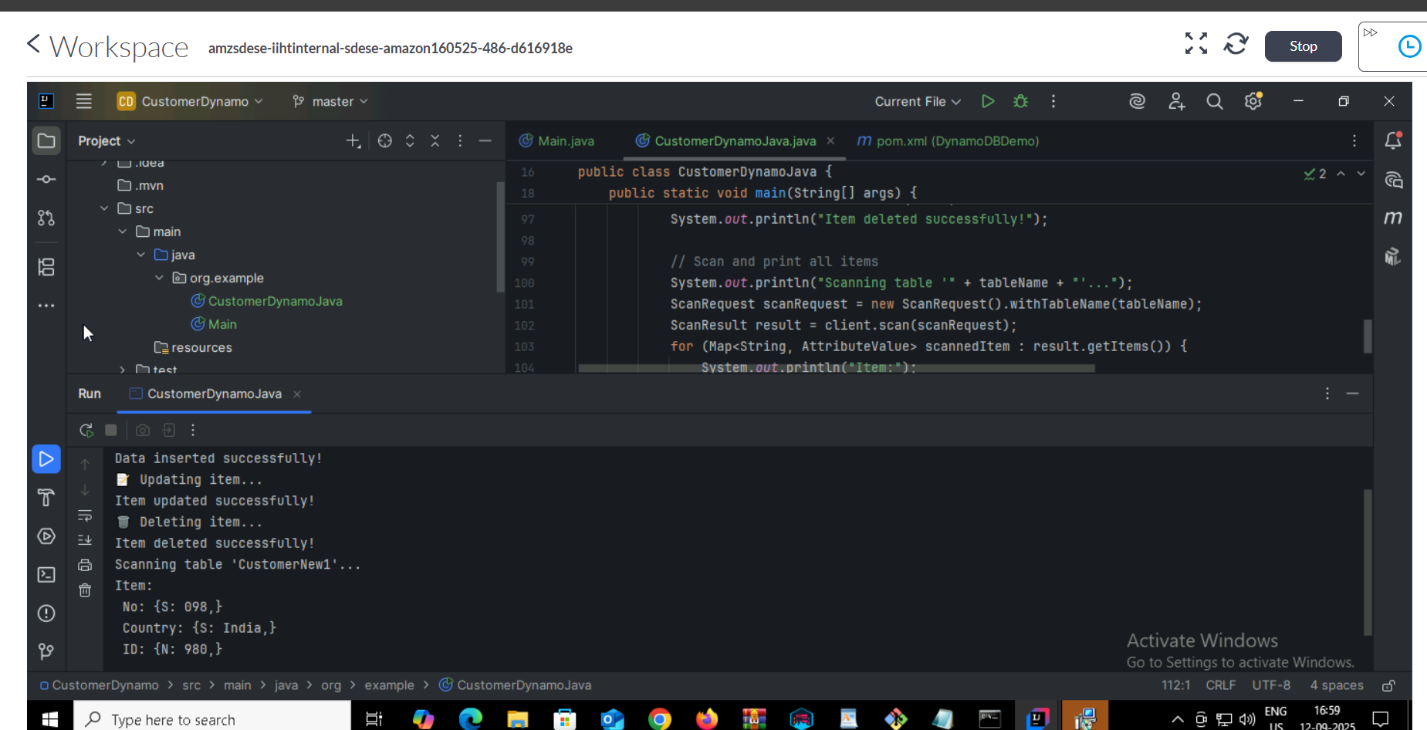 Workspace amzsdese-iihtinternal-sdese-amazon160525-486-d616918e
Stop
CD CustomerDynamo master Current File
Project
Main.java CustomerDynamoJava.java pom.xml (DynamoDBDemo)
.idea
.mvn
src
main
java
org.example
CustomerDynamoJava
Main
resources
test
16 public class CustomerDynamoJava {
18 public static void main(String[] args) {
97 System.out.println("Item deleted successfully!");
98
99 // Scan and print all items
100 System.out.println("Scanning table '" + tableName + "'...");
101 ScanRequest scanRequest = new ScanRequest().withTableName(tableName);
102 ScanResult result = client.scan(scanRequest);
103 for (Map<String, AttributeValue> scannedItem : result.getItems()) {
104 System.out.println("Item:");
2
Run CustomerDynamoJava
Data inserted successfully!
Updating item...
Item updated successfully!
Deleting item...
Item deleted successfully!
Scanning table 'CustomerNew1'...
Item:
No: {S: 098,}
Country: {S: India,}
ID: {N: 980,}
Activate Windows
Go to Settings to activate Windows.
CustomerDynamo > src > main > java > org > example > CustomerDynamoJava
112:1 CRLF UTF-8 4 spaces
Type here to search
ENG
US
16:59
12-09-2025